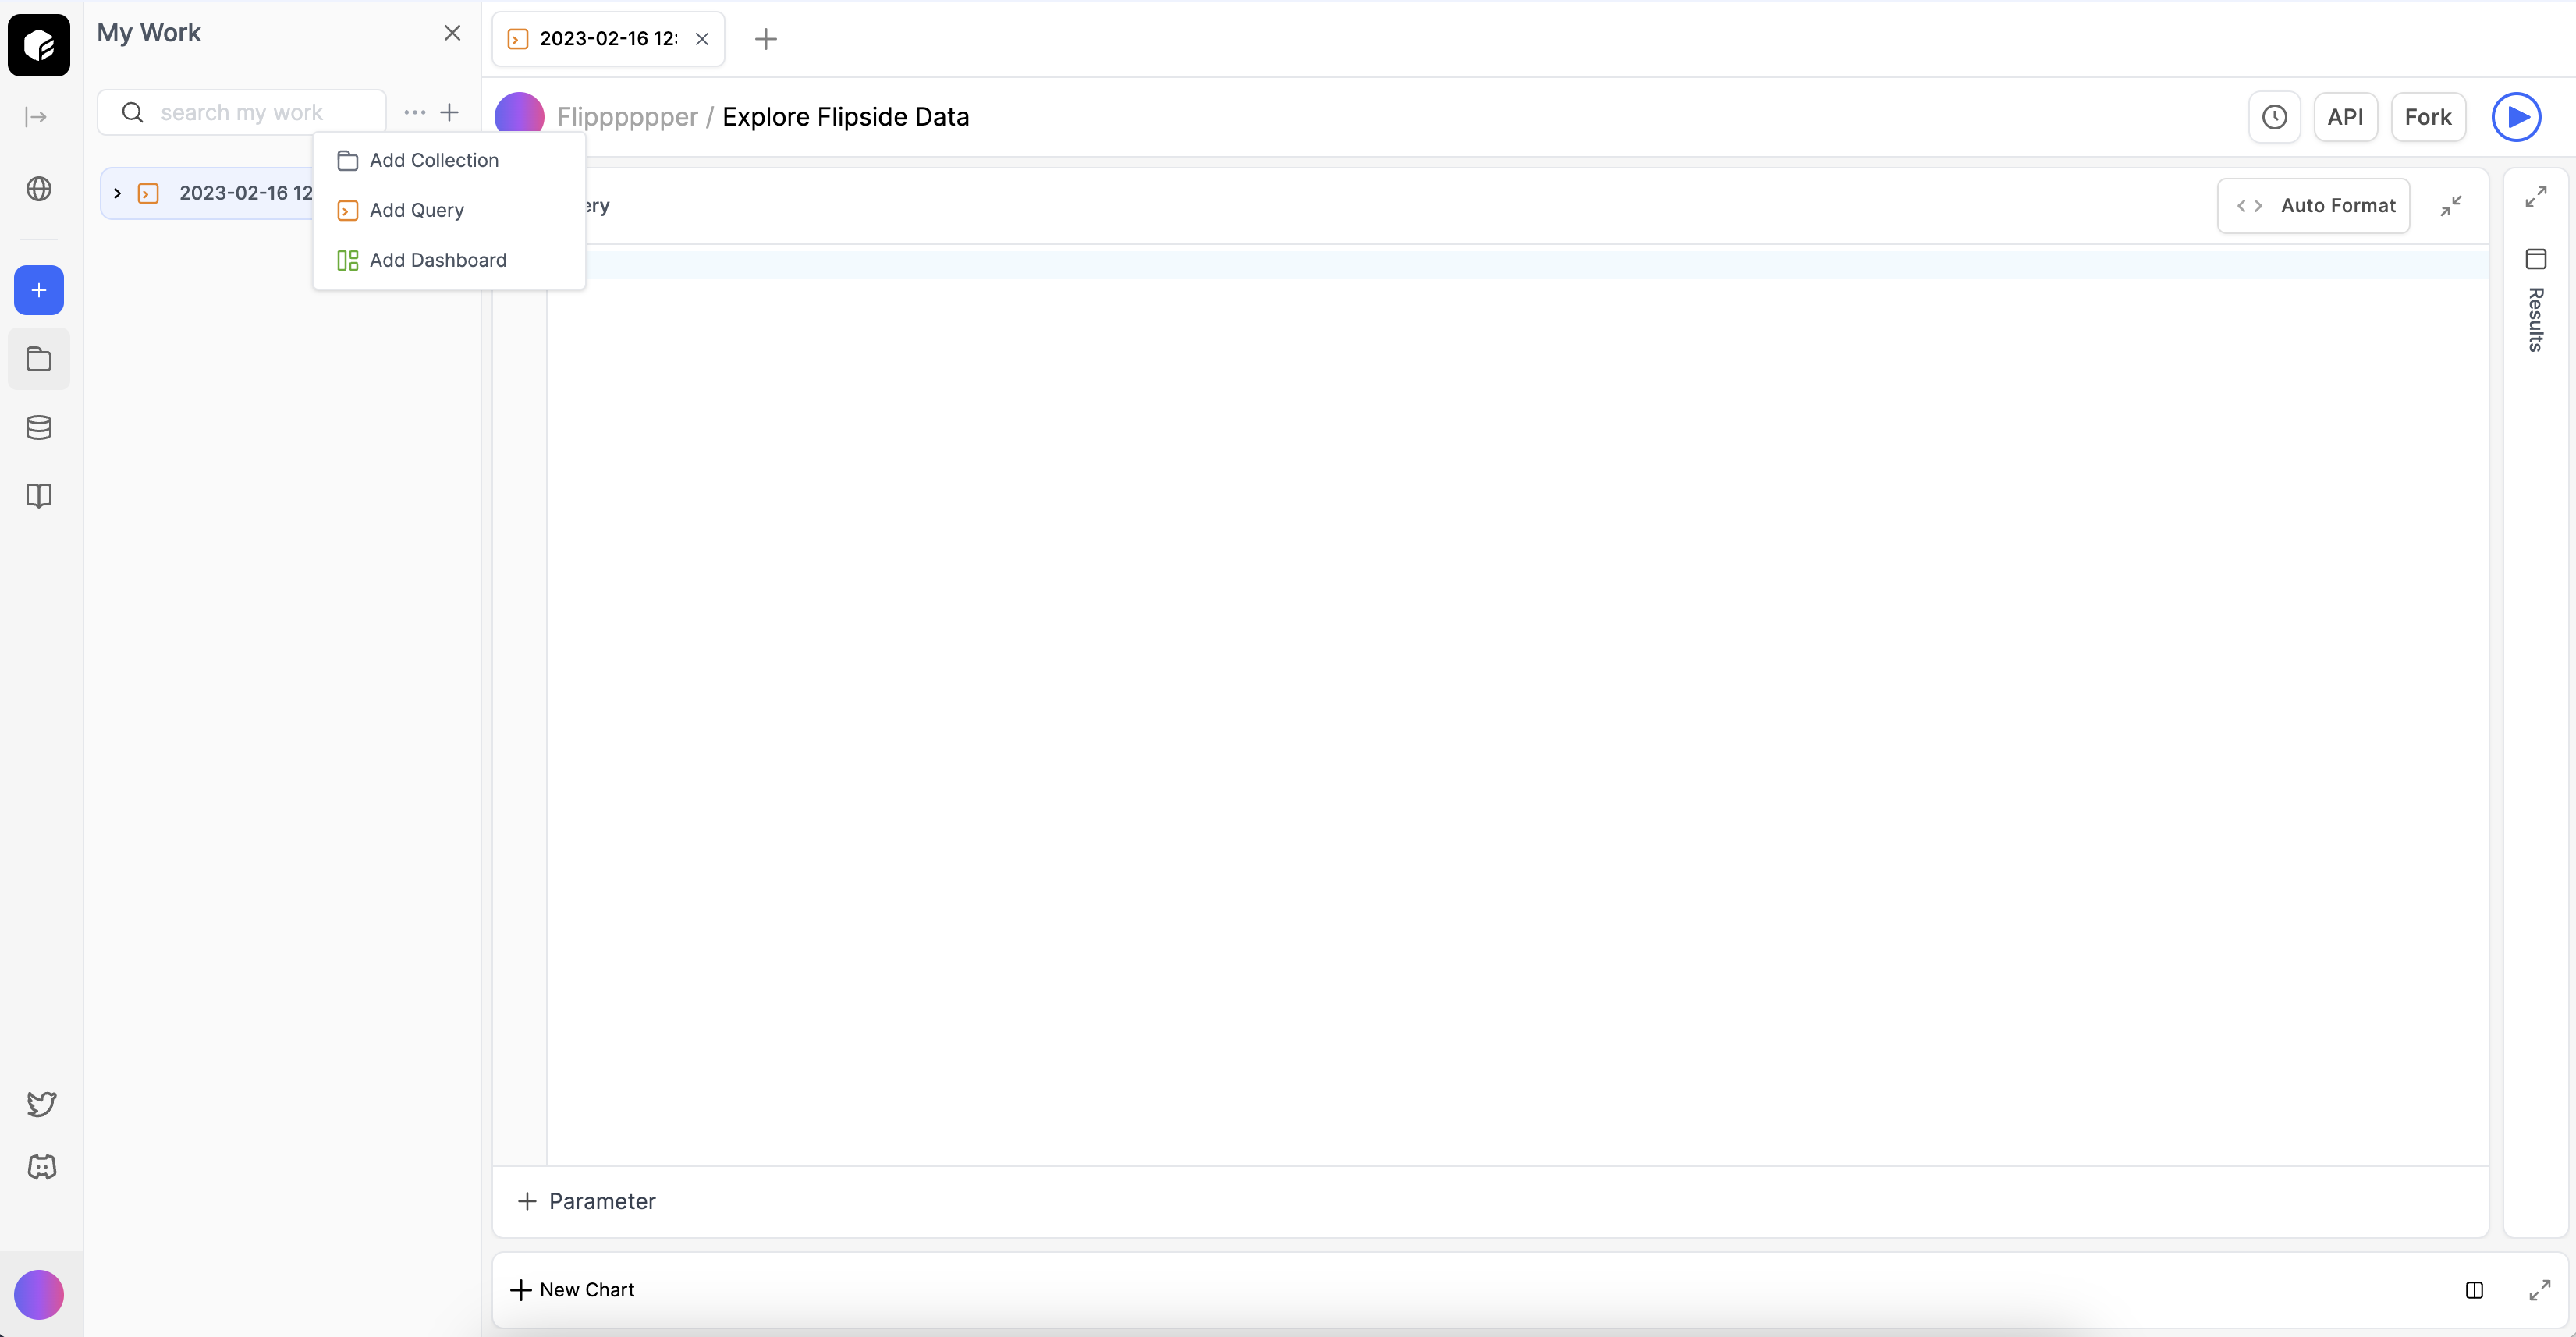 My Work
2023-02-16 12:
Flipppppper / Explore Flipside Data
API
Fork
search my work
Add Collection
Add Query
Add Dashboard
2023-02-16 12
ery
Auto Format
Results
Parameter
New Chart